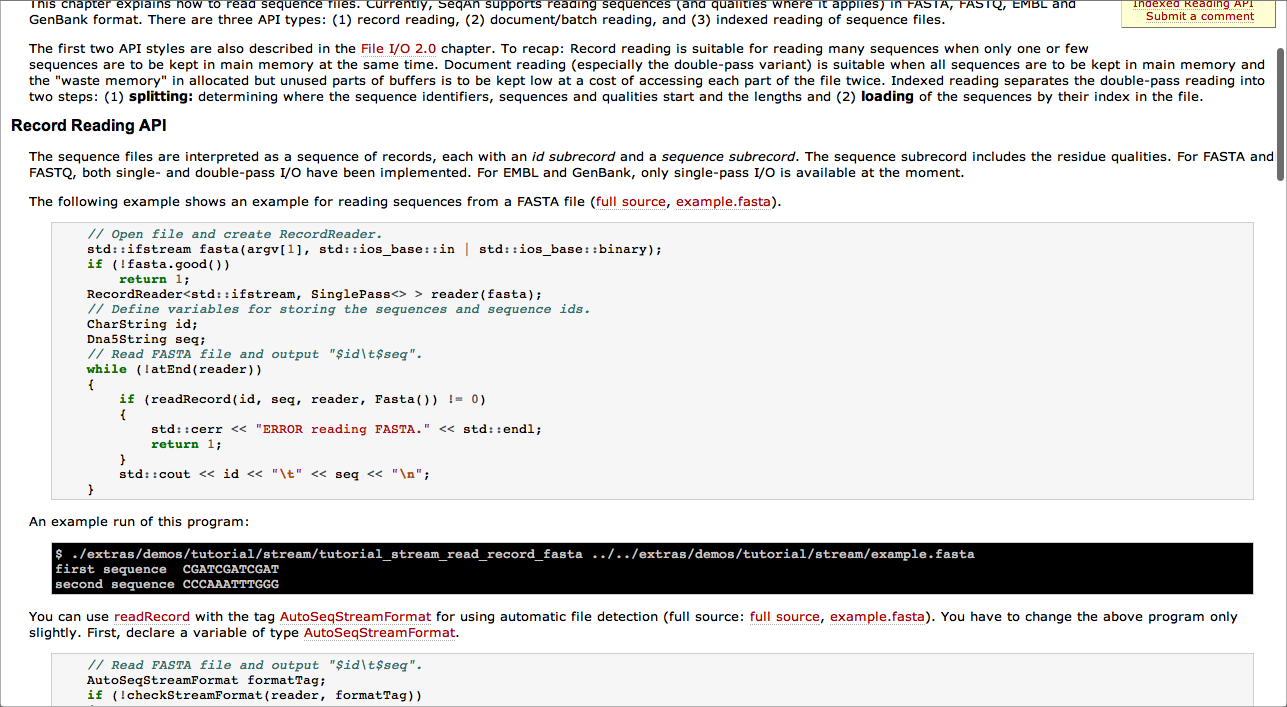 This chapter explains how to read sequence files. Currently, SeqAn supports reading sequences (and qualities where it applies) in FASTA, FASTQ, EMBL and
GenBank format. There are three API types: (1) record reading, (2) document/batch reading, and (3) indexed reading of sequence files.
Indexed Reading API
Submit a comment
The first two API styles are also described in the File I/O 2.0 chapter. To recap: Record reading is suitable for reading many sequences when only one or few
sequences are to be kept in main memory at the same time. Document reading (especially the double-pass variant) is suitable when all sequences are to be kept in main memory and
the "waste memory" in allocated but unused parts of buffers is to be kept low at a cost of accessing each part of the file twice. Indexed reading separates the double-pass reading into
two steps: (1) splitting: determining where the sequence identifiers, sequences and qualities start and the lengths and (2) loading of the sequences by their index in the file.
Record Reading API
The sequence files are interpreted as a sequence of records, each with an id subrecord and a sequence subrecord. The sequence subrecord includes the residue qualities. For FASTA and
FASTQ, both single- and double-pass I/O have been implemented. For EMBL and GenBank, only single-pass I/O is available at the moment.
The following example shows an example for reading sequences from a FASTA file (full source, example.fasta).
// Open file and create RecordReader.
std::ifstream fasta(argv[1], std::ios_base::in | std::ios_base::binary);
if (!fasta.good())
return 1;
RecordReader<std::ifstream, SinglePass<> > reader(fasta);
// Define variables for storing the sequences and sequence ids.
CharString id;
Dna5String seq;
// Read FASTA file and output "$id\t$seq".
while (!atEnd(reader))
{
if (readRecord(id, seq, reader, Fasta()) != 0)
{
std::cerr << "ERROR reading FASTA." << std::endl;
return 1;
}
std::cout << id << "\t" << seq << "\n";
}
An example run of this program:
$ ./extras/demos/tutorial/stream/tutorial_stream_read_record_fasta ../../extras/demos/tutorial/stream/example.fasta
first sequence  CGATCGATCGAT
second sequence CCCAAATTTGGG
You can use readRecord with the tag AutoSeqStreamFormat for using automatic file detection (full source: full source, example.fasta). You have to change the above program only
slightly. First, declare a variable of type AutoSeqStreamFormat.
// Read FASTA file and output "$id\t$seq".
AutoSeqStreamFormat formatTag;
if (!checkStreamFormat(reader, formatTag))